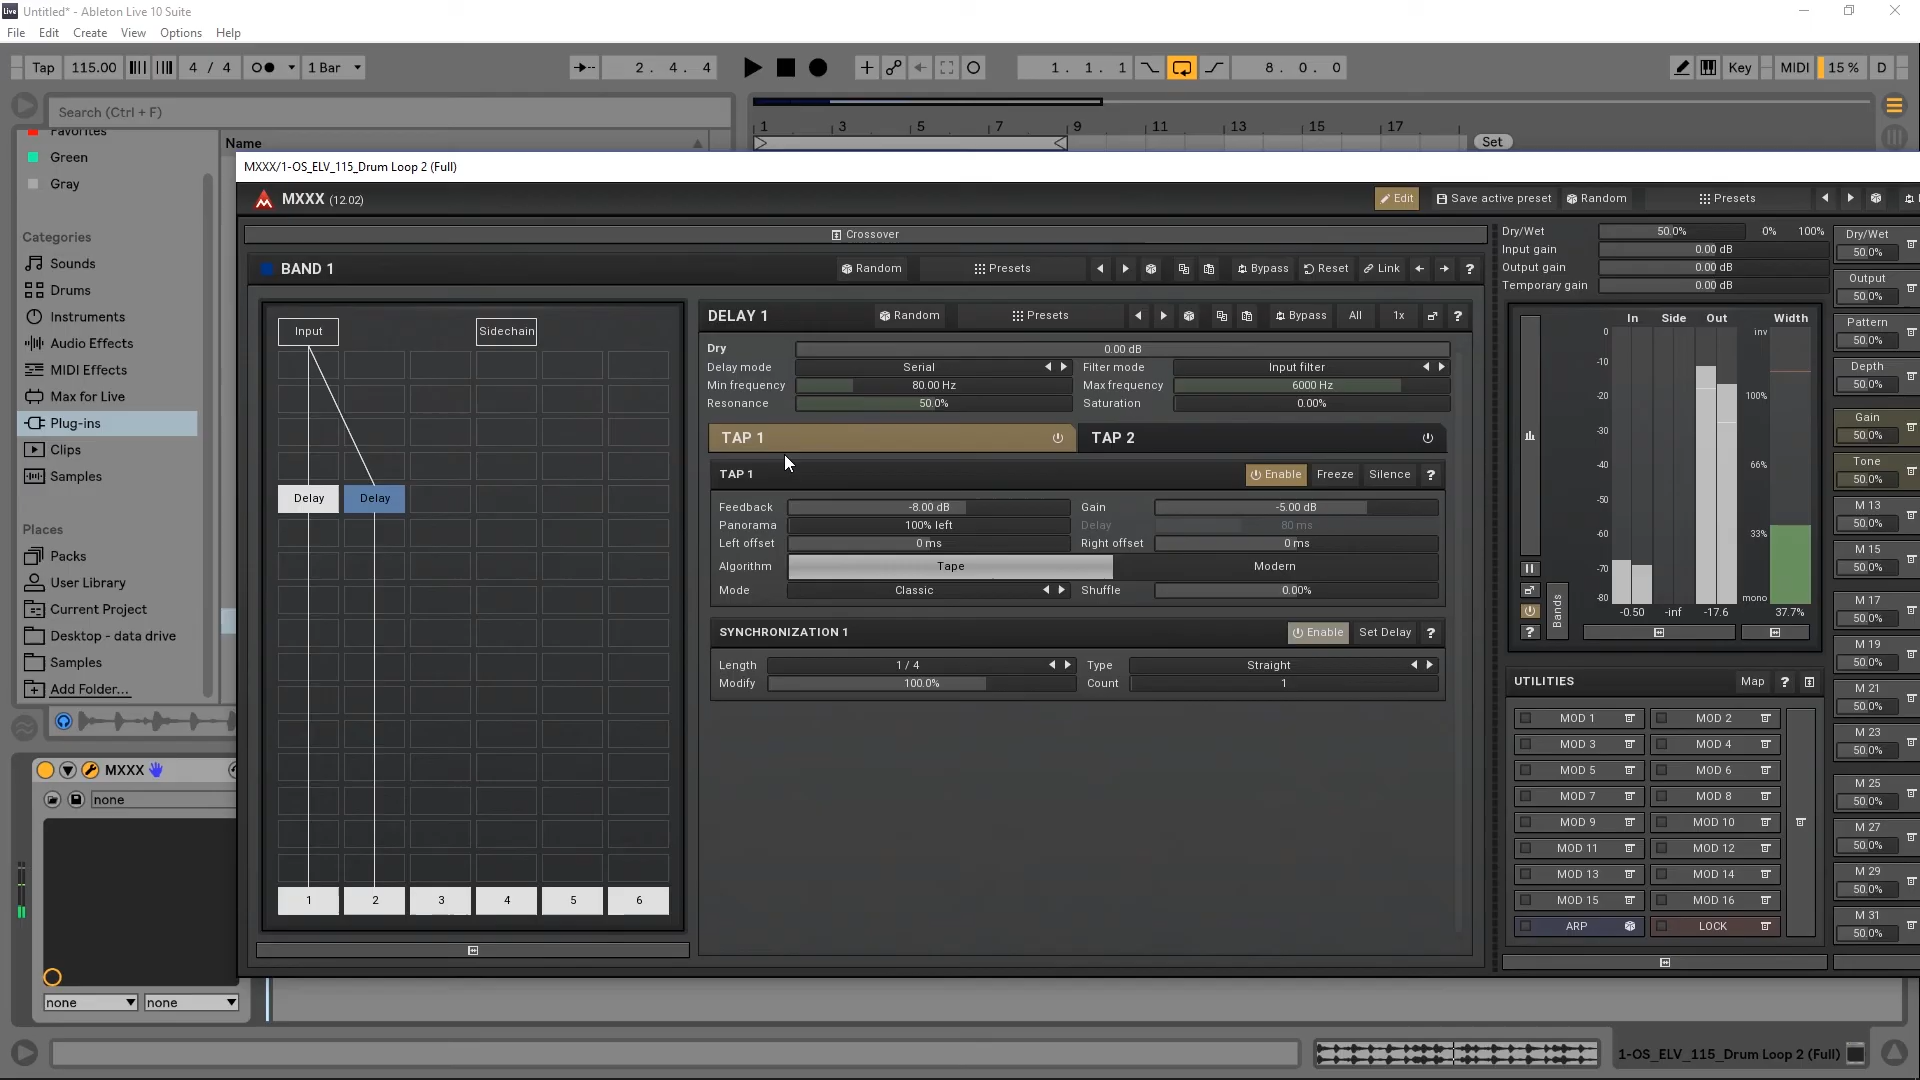 Live Untitled* - Ableton Live 10 Suite
File Edit Create View Options Help
Tap 115.00 4 / 4 1 Bar 2. 4. 4 1. 1. 1 8. 0. 0 Key MIDI 15 % D
Search (Ctrl + F)
Favorites
Green
Gray
Categories
Sounds
Drums
Instruments
Audio Effects
MIDI Effects
Max for Live
Plug-ins
Clips
Samples
Places
Packs
User Library
Current Project
Desktop - data drive
Samples
Add Folder...
Name
1 3 5 7 9 11 13 15 17
Set
MXXX/1-OS_ELV_115_Drum Loop 2 (Full)
MXXX (12.02) Edit Save active preset Random Presets
Crossover
BAND 1 Random Presets Bypass Reset Link ?
Input Sidechain
Delay Delay
1 2 3 4 5 6
DELAY 1 Random Presets Bypass All 1x ?
Dry 0.00 dB
Delay mode Serial Filter mode Input filter
Min frequency 80.00 Hz Max frequency 6000 Hz
Resonance 50.0% Saturation 0.00%
TAP 1 TAP 2
TAP 1 Enable Freeze Silence ?
Feedback -8.00 dB Gain -5.00 dB
Panorama 100% left Delay 80 ms
Left offset 0 ms Right offset 0 ms
Algorithm Tape Modern
Mode Classic Shuffle 0.00%
SYNCHRONIZATION 1 Enable Set Delay ?
Length 1 / 4 Type Straight
Modify 100.0% Count 1
Dry/Wet 50.0% 0% 100%
Input gain 0.00 dB
Output gain 0.00 dB
Temporary gain 0.00 dB
In Side Out Width
0 inv
-10
-20 100%
-30
-40 66%
-50
-60 33%
-70
-80 mono
-0.50 -inf -17.6 37.7%
Bands
?
UTILITIES Map ?
MOD 1 MOD 2
MOD 3 MOD 4
MOD 5 MOD 6
MOD 7 MOD 8
MOD 9 MOD 10
MOD 11 MOD 12
MOD 13 MOD 14
MOD 15 MOD 16
ARP LOCK
Dry/Wet
50.0%
Output
50.0%
Pattern
50.0%
Depth
50.0%
Gain
50.0%
Tone
50.0%
M 13
50.0%
M 15
50.0%
M 17
50.0%
M 19
50.0%
M 21
50.0%
M 23
50.0%
M 25
50.0%
M 27
50.0%
M 29
50.0%
M 31
50.0%
MXXX
none
none none
1-OS_ELV_115_Drum Loop 2 (Full)